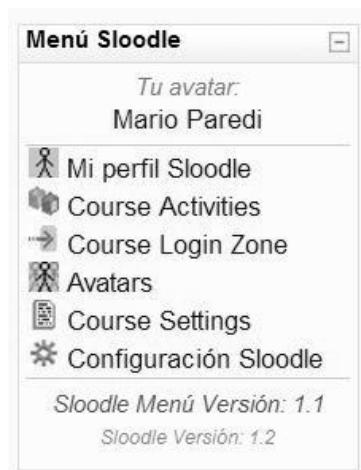 Menú Sloodle
Tu avatar:
Mario Paredi
Mi perfil Sloodle
Course Activities
Course Login Zone
Avatars
Course Settings
Configuración Sloodle
Sloodle Menú Versión: 1.1
Sloodle Versión: 1.2